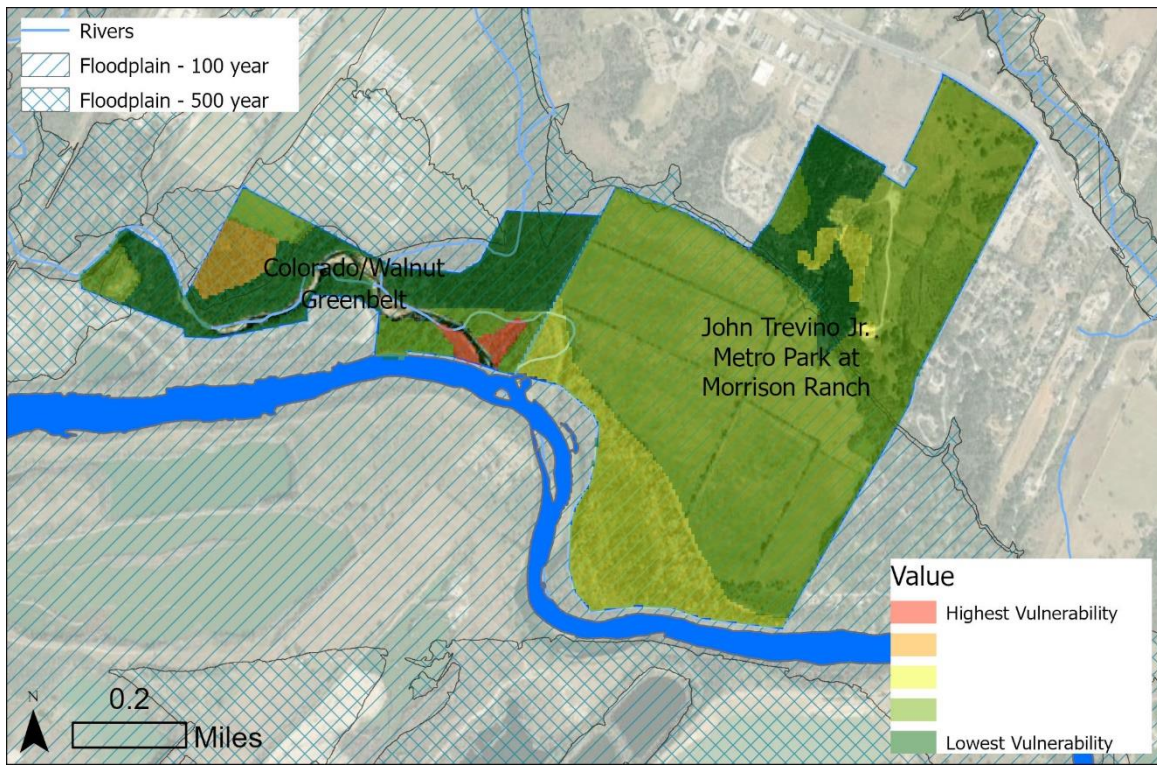 Rivers
Floodplain - 100 year
Floodplain - 500 year
Colorado/Walnut
Greenbelt
John Trevino Jr.
Metro Park at
Morrison Ranch
N
0.2
Miles
Value
Highest Vulnerability
Lowest Vulnerability